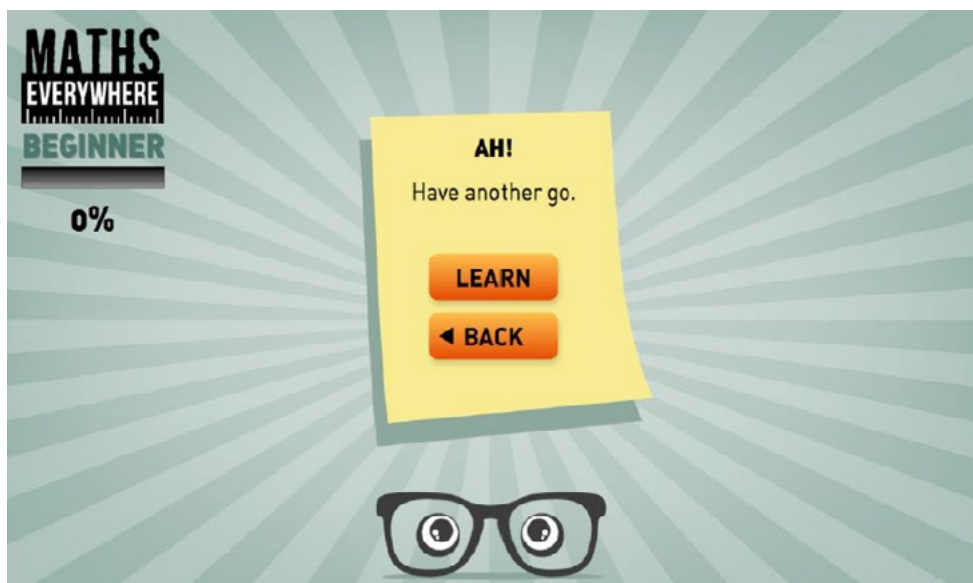 MATHS
EVERYWHERE
BEGINNER
0%
AH!
Have another go.
LEARN
BACK